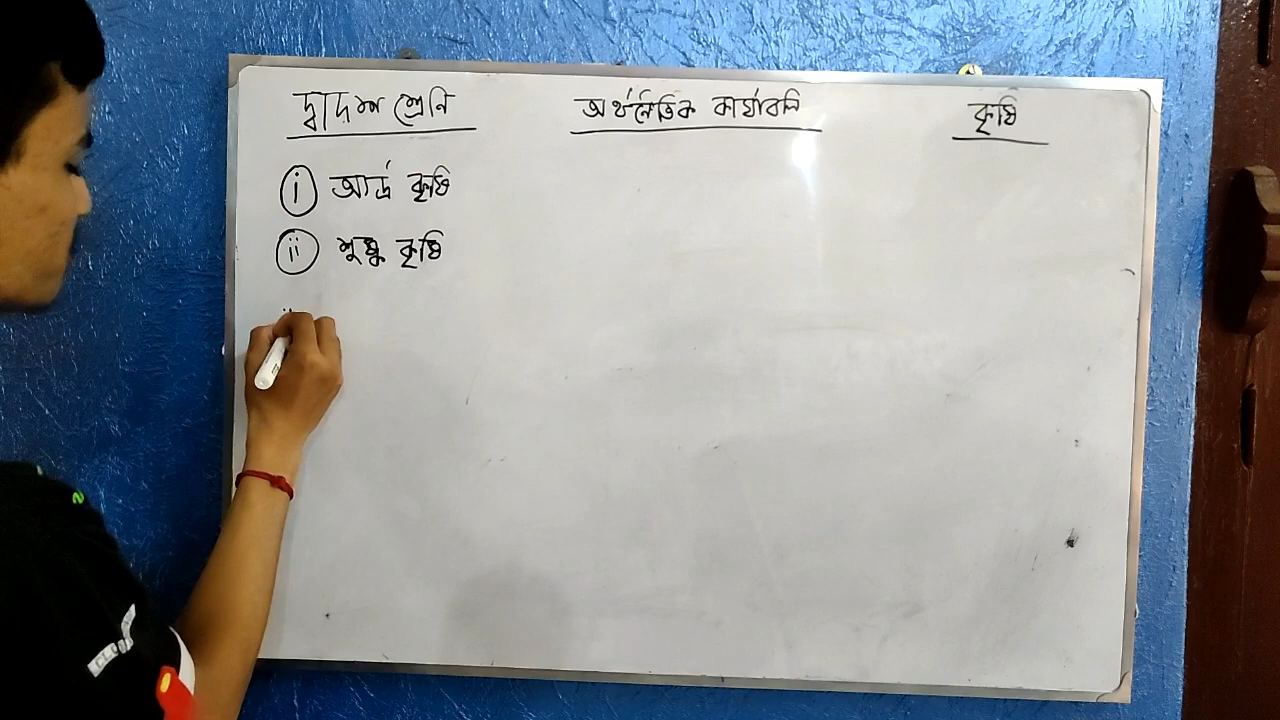 দ্বাদশ শ্রেনি অর্থনৈতিক কার্যাবলি কৃষি
i আর্দ্র কৃষি
ii শুষ্ক কৃষি